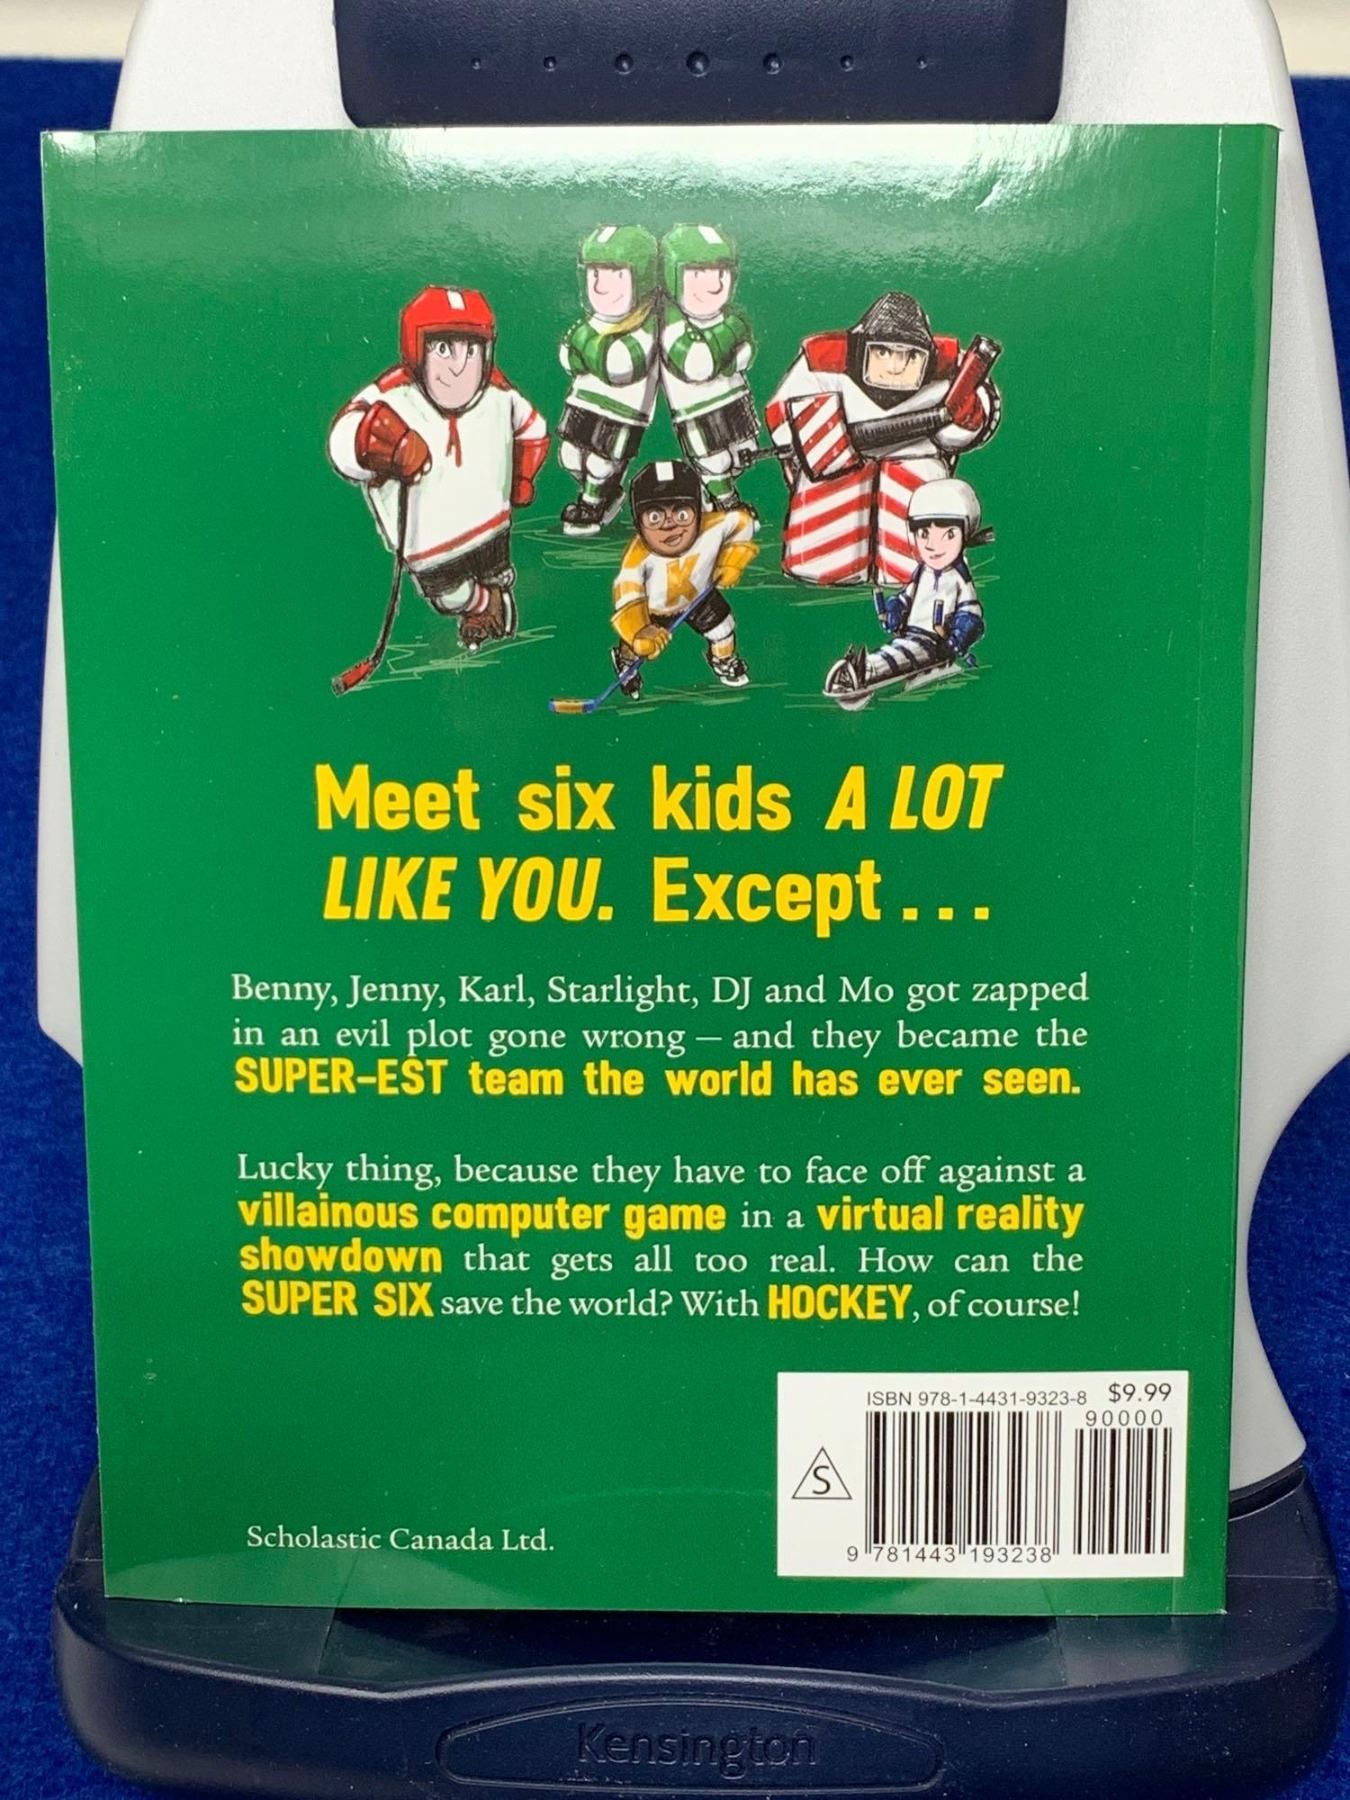 K
Meet six kids A LOT
LIKE YOU. Except . . .
Benny, Jenny, Karl, Starlight, DJ and Mo got zapped
in an evil plot gone wrong – and they became the
SUPER-EST team the world has ever seen.
Lucky thing, because they have to face off against a
villainous computer game in a virtual reality
showdown that gets all too real. How can the
SUPER SIX save the world? With HOCKEY, of course!
ISBN 978-1-4431-9323-8 $9.99
90000
S
9 781443 193238
Scholastic Canada Ltd.
Kensington